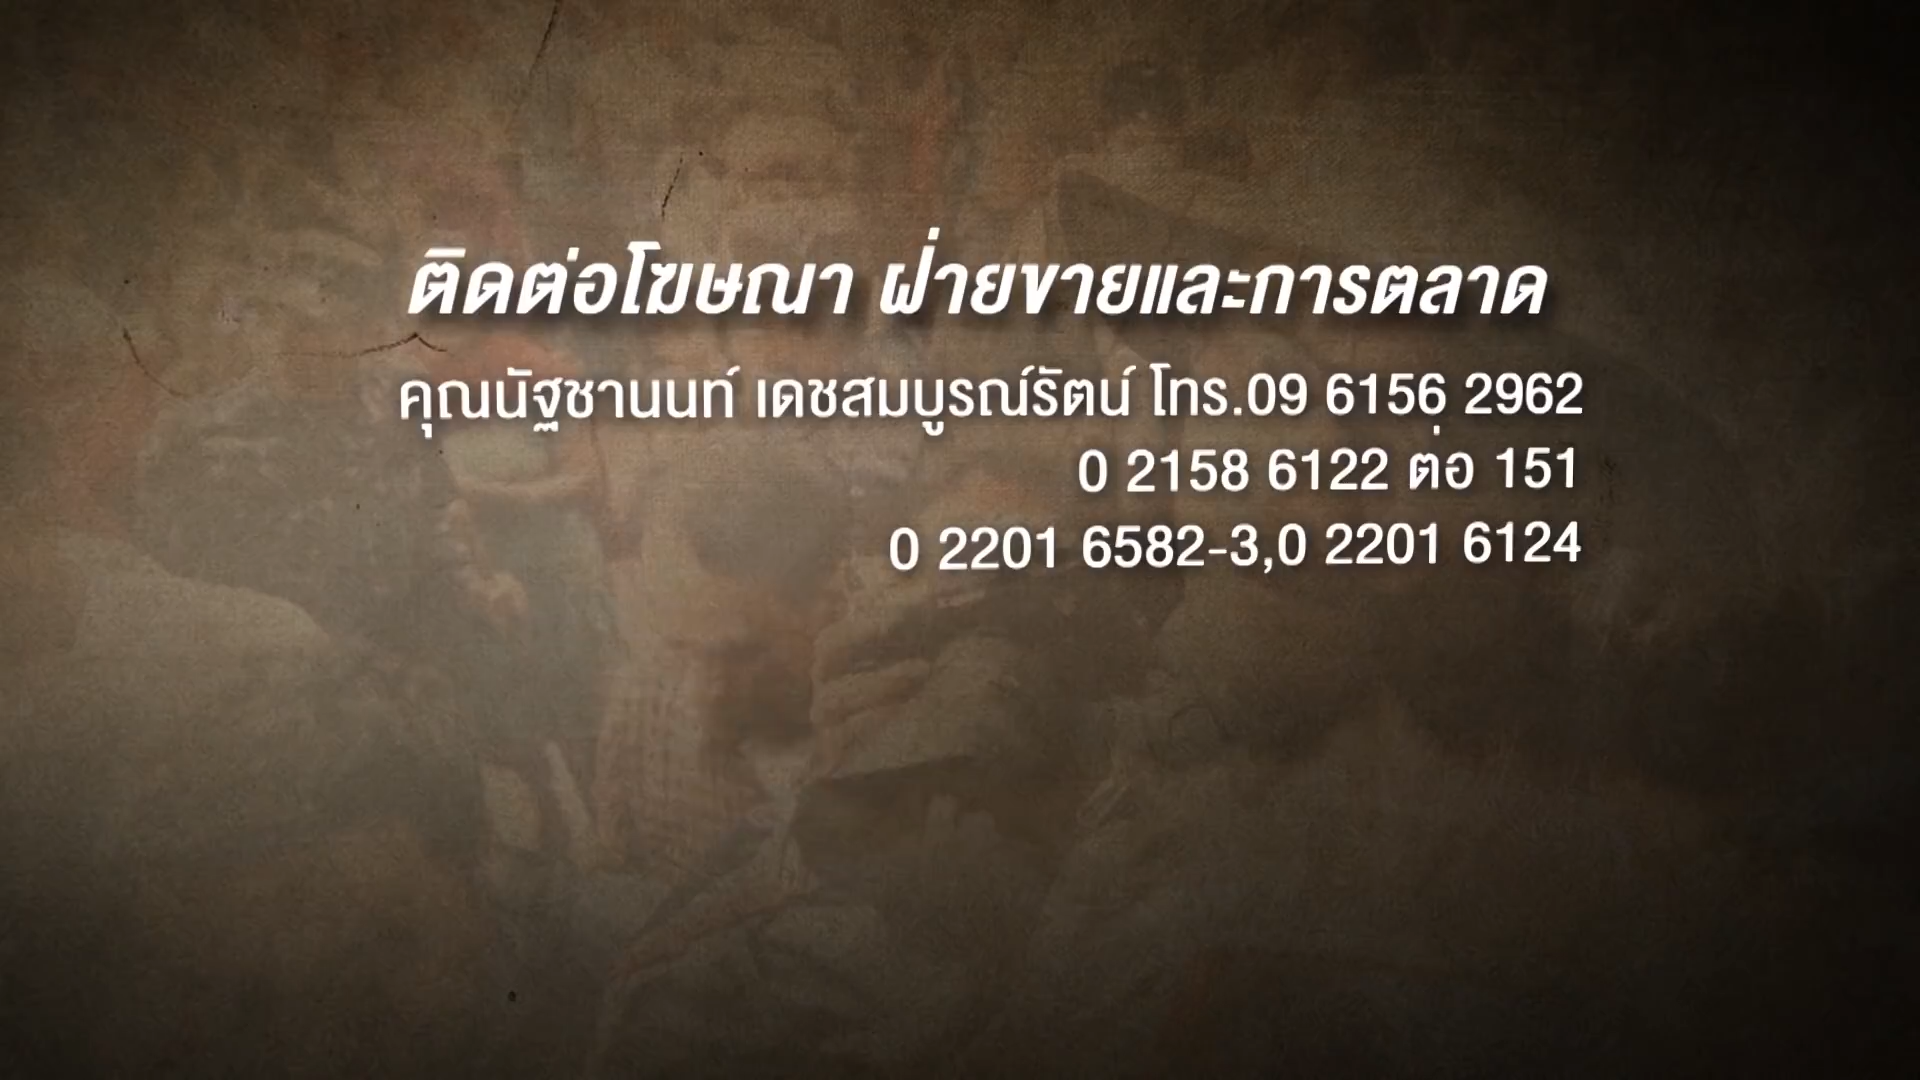 ติดต่อโฆษณา ฝ่ายขายและการตลาด
คุณนัฐชานนท์ เดชสมบูรณ์รัตน์ โทร.09 6156 2962
0 2158 6122 ต่อ 151
0 2201 6582-3,0 2201 6124